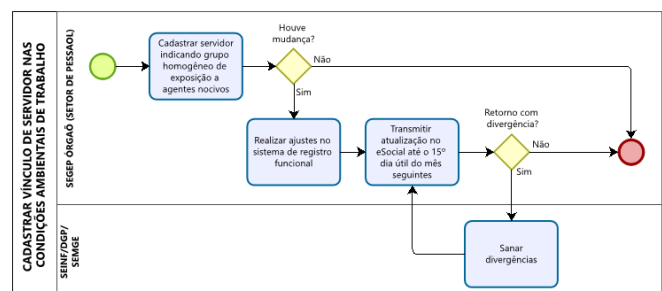 CADASTRAR VÍNCULO DE SERVIDOR NAS
CONDIÇÕES AMBIENTAIS DE TRABALHO
SEGEP ÓRGAÕ (SETOR DE PESSAOL)
Cadastrar servidor
indicando grupo
homogêneo de
exposição a
agentes nocivos
Houve
mudança?
Não
Sim
Realizar ajustes no
sistema de registro
funcional
Transmitir
atualização no
eSocial até o 15º
dia útil do mês
seguintes
Retorno com
divergência?
Não
Sim
SEINF/DGP/
SEMGE
Sanar
divergências